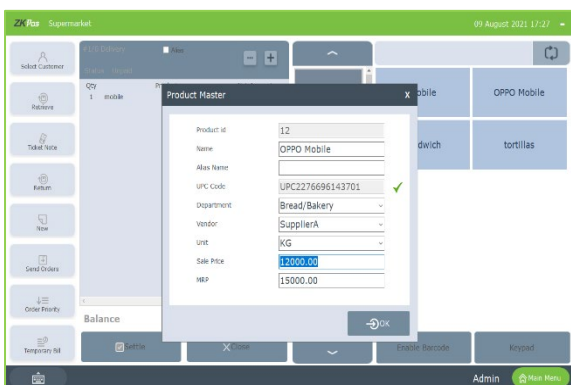 ZKPos Supermarket
09 August 2021 17:27
Select Customer
Retrieve
Ticket Note
Return
New
Send Orders
Order Priority
Temporary Bill
Qty
1 mobile
Balance
Settle
Close
Product Master X
Product id 12
Name OPPO Mobile
Alias Name
UPC Code UPC2276696143701
Department Bread/Bakery
Vendor SupplierA
Unit KG
Sale Price 12000.00
MRP 15000.00
OK
OPPO Mobile
tortillas
Enable Barcode
Keypad
Admin
Main Menu